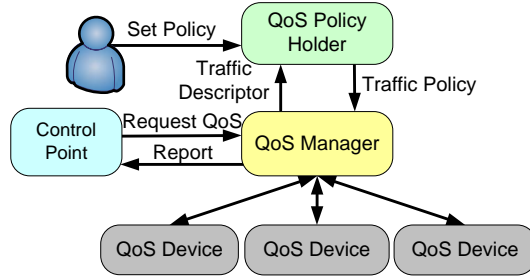 Set Policy
QoS Policy
Holder
Traffic
Descriptor
Traffic Policy
Control
Point
Request QoS
Report
QoS Manager
QoS Device
QoS Device
QoS Device